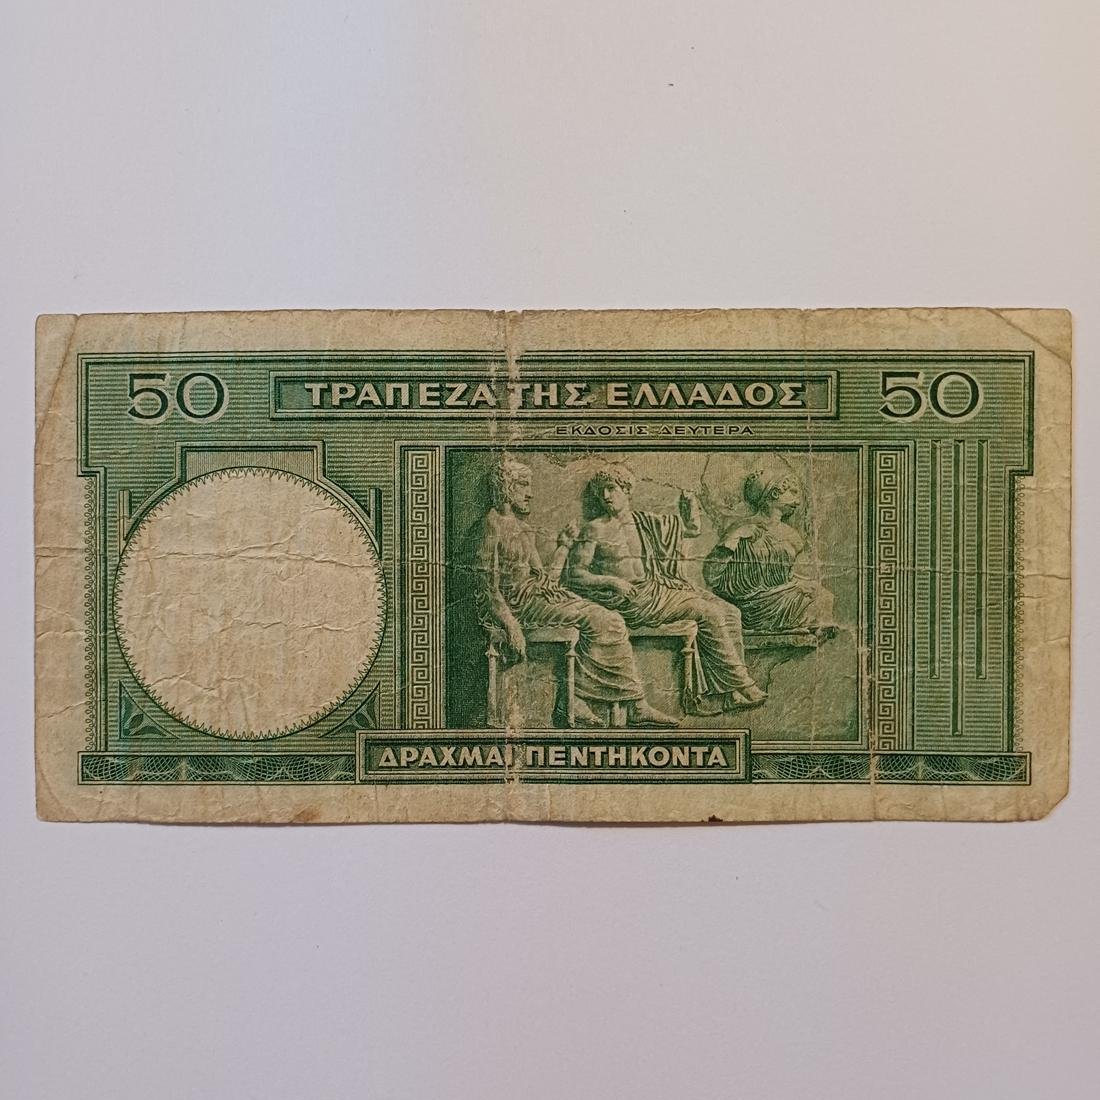 50 ΤΡΑΠΕΖΑ ΤΗΣ ΕΛΛΑΔΟΣ 50
ΕΚΔΟΣΙΣ ΔΕΥΤΕΡΑ
ΔΡΑΧΜΑΙ ΠΕΝΤΗΚΟΝΤΑ